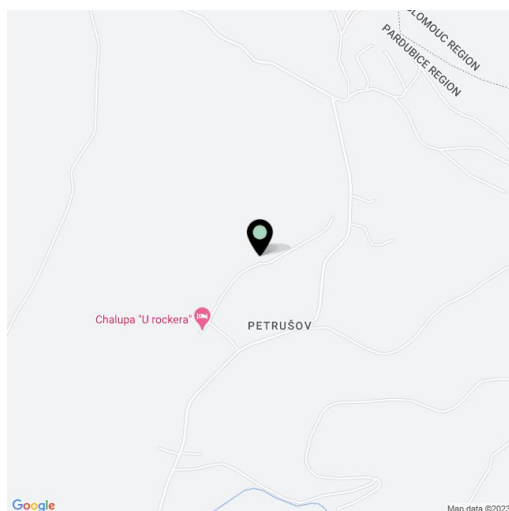 OLOMOUC REGION
PARDUBICE REGION
Chalupa "U rockera"
PETRUŠOV
Google
Map data ©2023